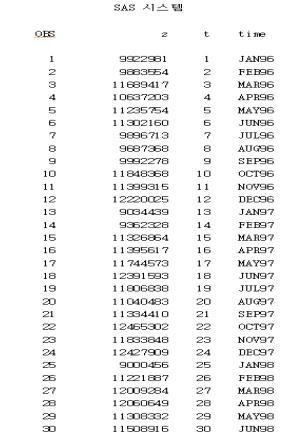 SAS 시스템
OBS z t time
1 9922981 1 JAN96
2 9883554 2 FEB96
3 11689417 3 MAR96
4 10637203 4 APR96
5 11235754 5 MAY96
6 11302160 6 JUN96
7 9896713 7 JUL96
8 9687368 8 AUG96
9 9992278 9 SEP96
10 11848368 10 OCT96
11 11399315 11 NOV96
12 12220025 12 DEC96
13 9034439 13 JAN97
14 9362328 14 FEB97
15 11326864 15 MAR97
16 11395617 16 APR97
17 11744573 17 MAY97
18 12391593 18 JUN97
19 11806838 19 JUL97
20 11040483 20 AUG97
21 11334410 21 SEP97
22 12465302 22 OCT97
23 11833848 23 NOV97
24 12427909 24 DEC97
25 9000456 25 JAN98
26 11221887 26 FEB98
27 12009284 27 MAR98
28 12060649 28 APR98
29 11308332 29 MAY98
30 11508916 30 JUN98